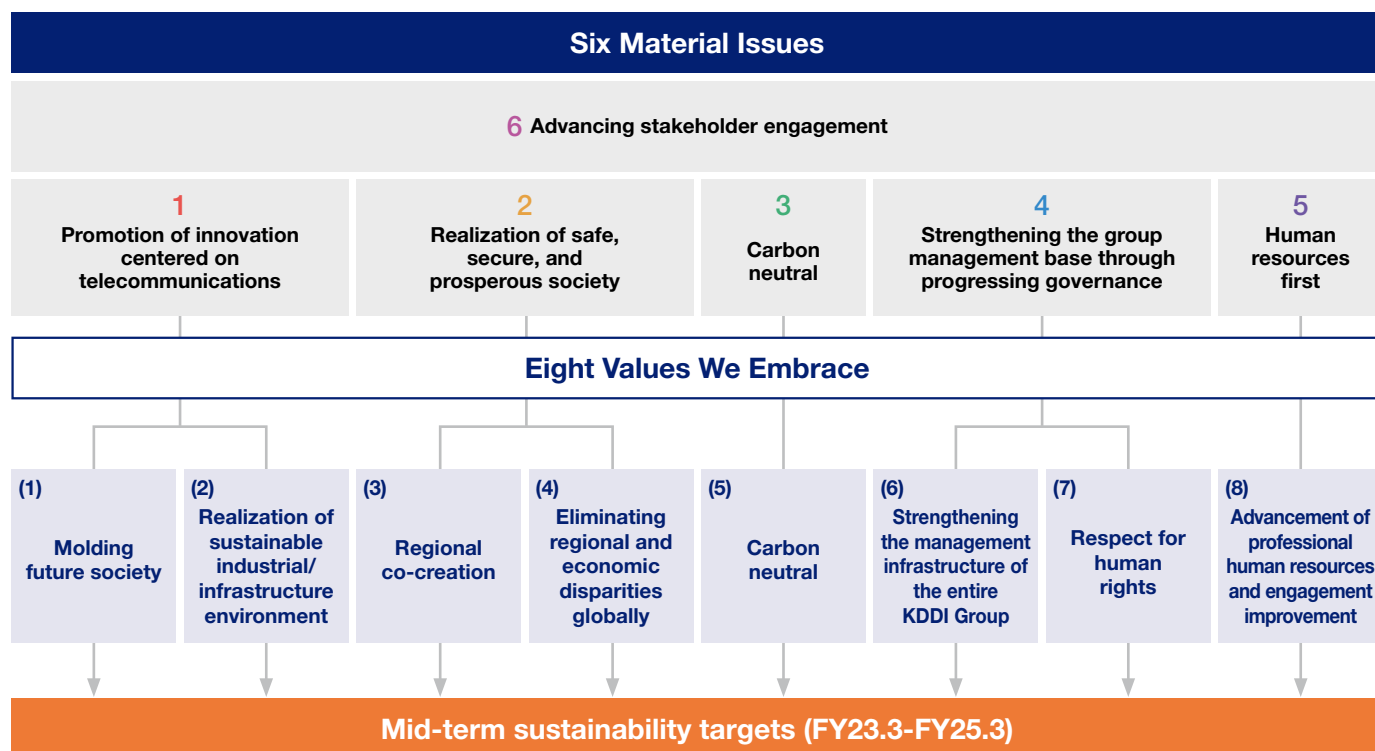 Six Material Issues
6 Advancing stakeholder engagement
1
Promotion of innovation
centered on
telecommunications
2
Realization of safe,
secure, and
prosperous society
3
Carbon
neutral
4
Strengthening the group
management base through
progressing governance
5
Human
resources
first
Eight Values We Embrace
(1)
Molding
future society
(2)
Realization of
sustainable
industrial/
infrastructure
environment
(3)
Regional
co-creation
(4)
Eliminating
regional and
economic
disparities
globally
(5)
Carbon
neutral
(6)
Strengthening
the management
infrastructure of
the entire
KDDI Group
(7)
Respect for
human
rights
(8)
Advancement of
professional
human resources
and engagement
improvement
Mid-term sustainability targets (FY23.3-FY25.3)